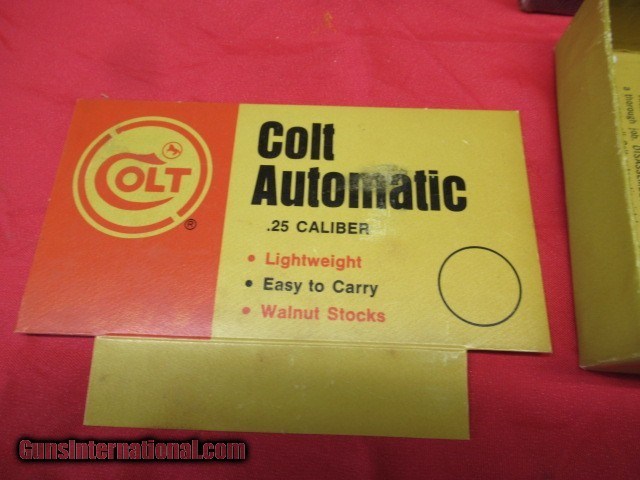 COLT
®
Colt
Automatic
.25 CALIBER
• Lightweight
• Easy to Carry
• Walnut Stocks
GunsInternational.com